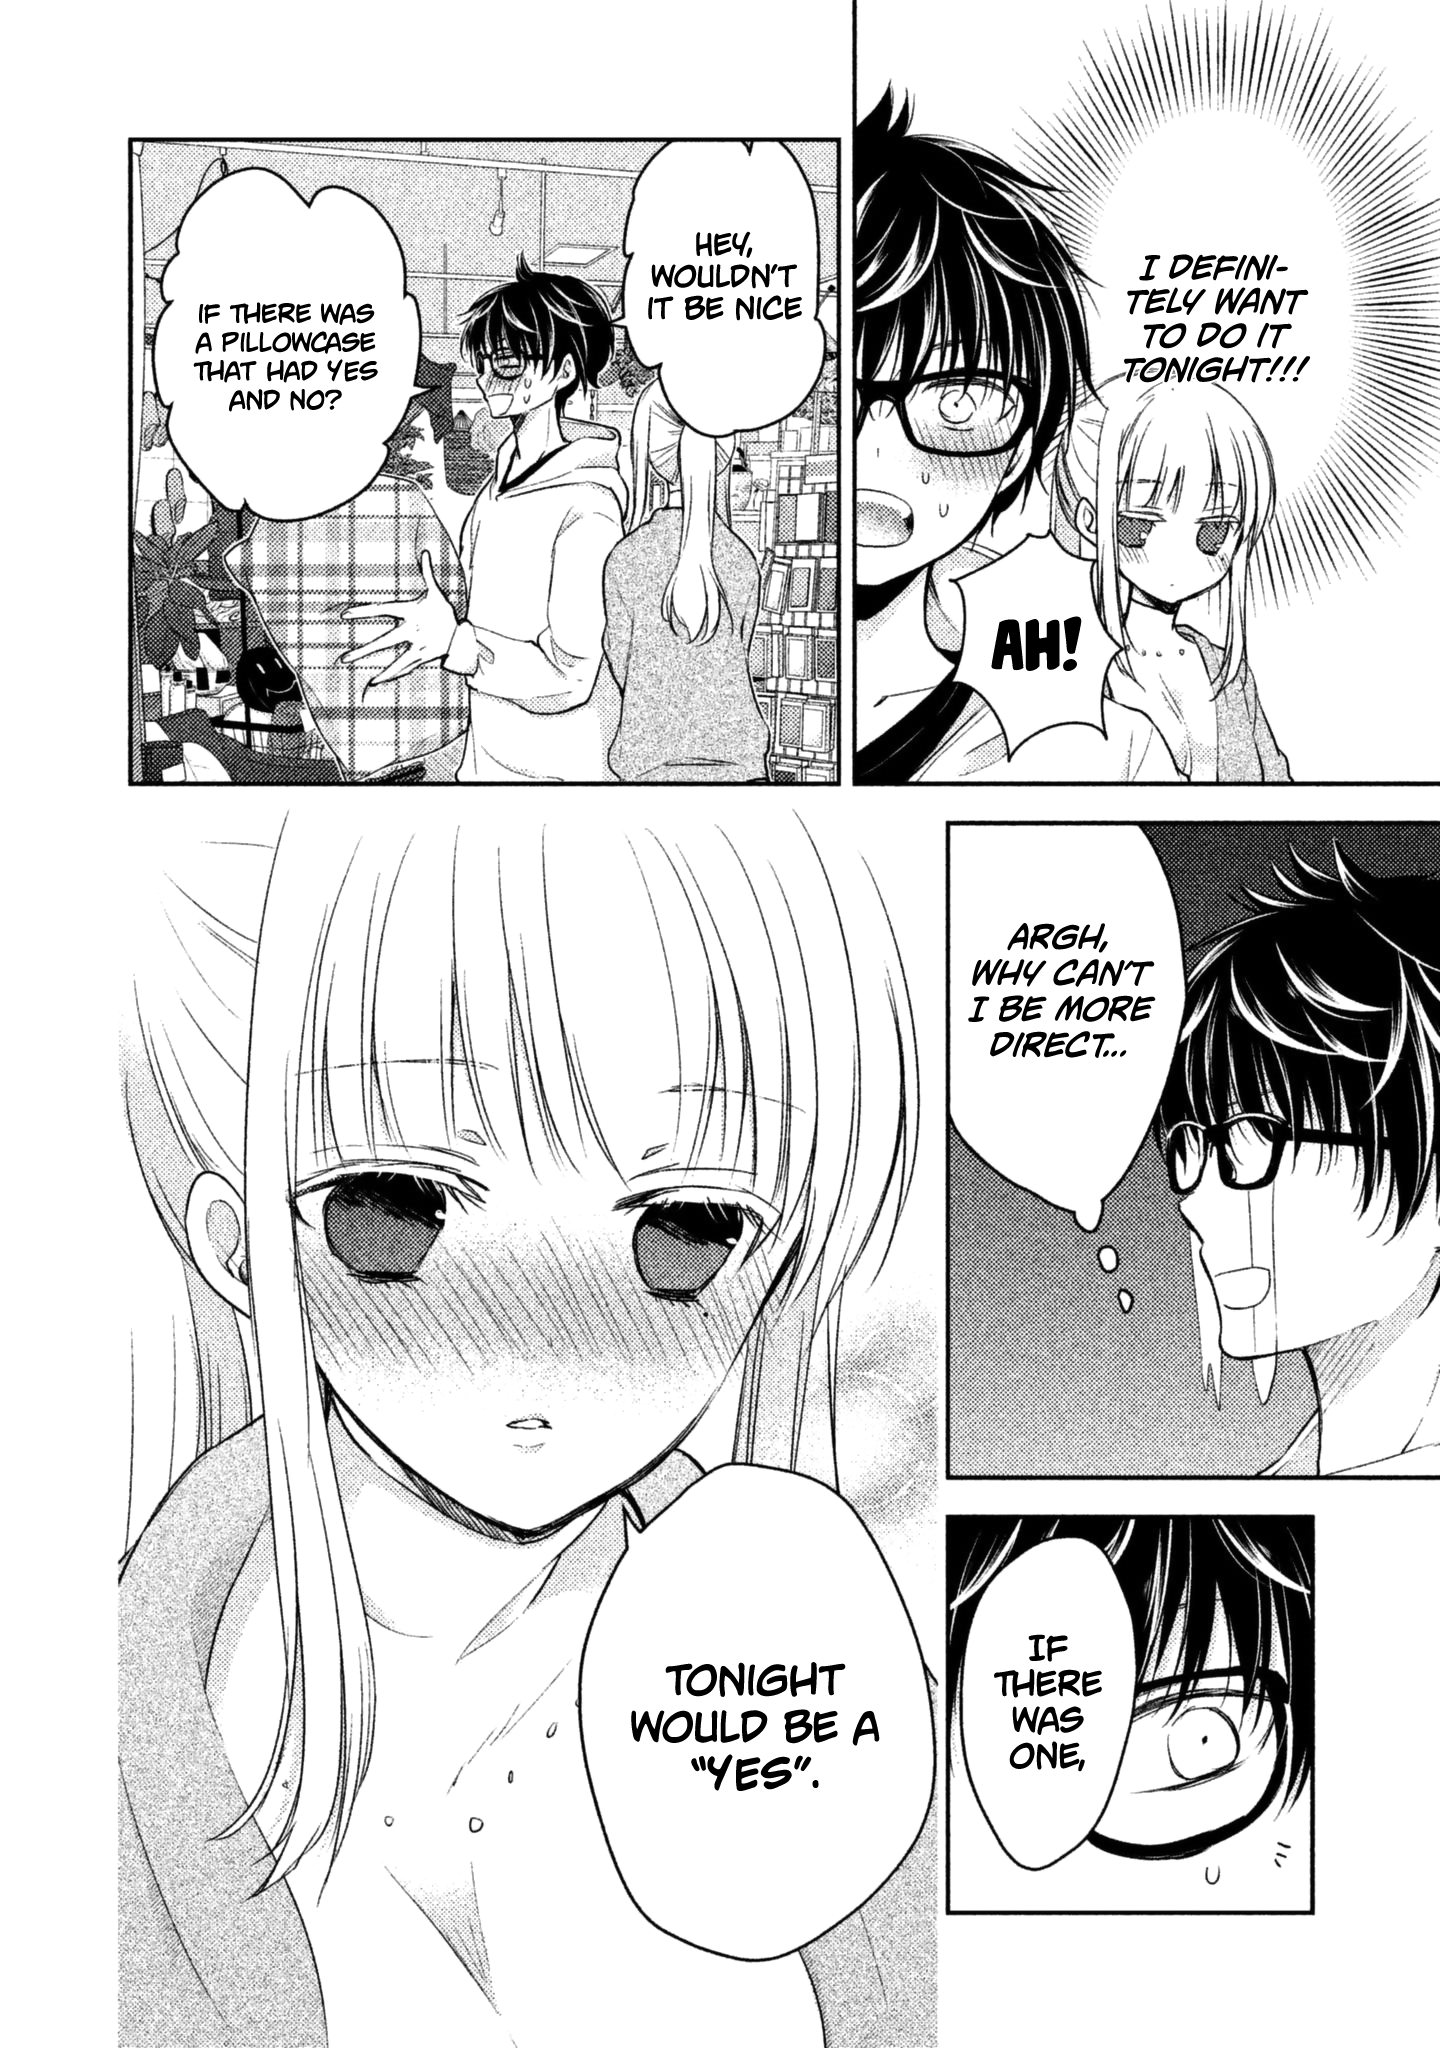 I DEFINI-
TELY WANT
TO DO IT
TONIGHT!!!
AH!
HEY,
WOULDN'T
IT BE NICE
IF THERE WAS
A PILLOWCASE
THAT HAD YES
AND NO?
ARGH,
WHY CAN'T
I BE MORE
DIRECT...
IF
THERE
WAS
ONE,
TONIGHT
WOULD BE A
"YES".